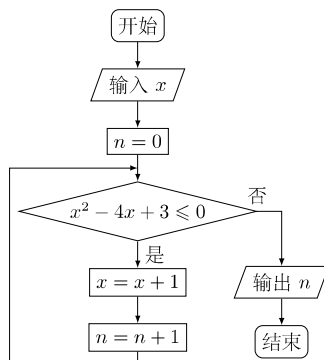 开始
输入 x
n = 0
x² − 4x + 3 ⩽ 0
否
是
x = x + 1
输出 n
n = n + 1
结束